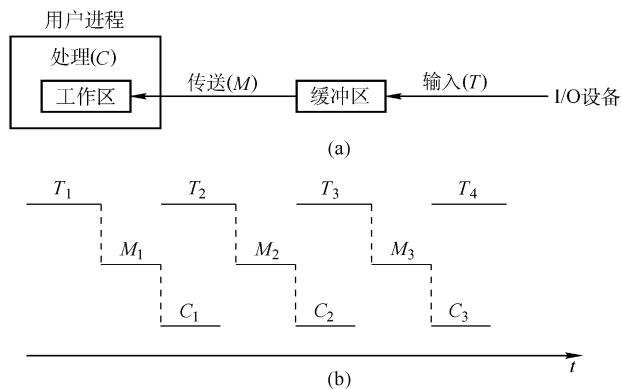 用户进程
处理(C)
工作区
传送(M)
缓冲区
输入(T)
I/O设备
(a)
T₁ T₂ T₃ T₄
M₁ M₂ M₃
C₁ C₂ C₃
t
(b)